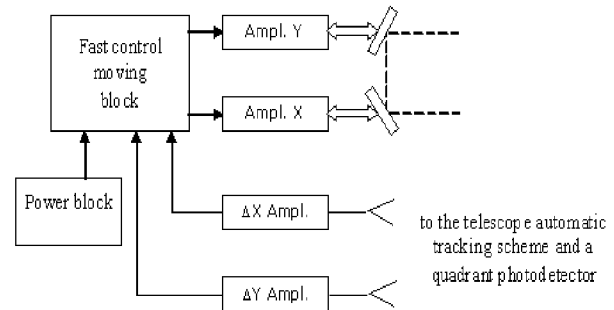 Ampl. Y
Fast control
moving
block
Ampl. X
Power block
ΔX Ampl.
to the telescope automatic
tracking scheme and a
quadrant photodetector
ΔY Ampl.